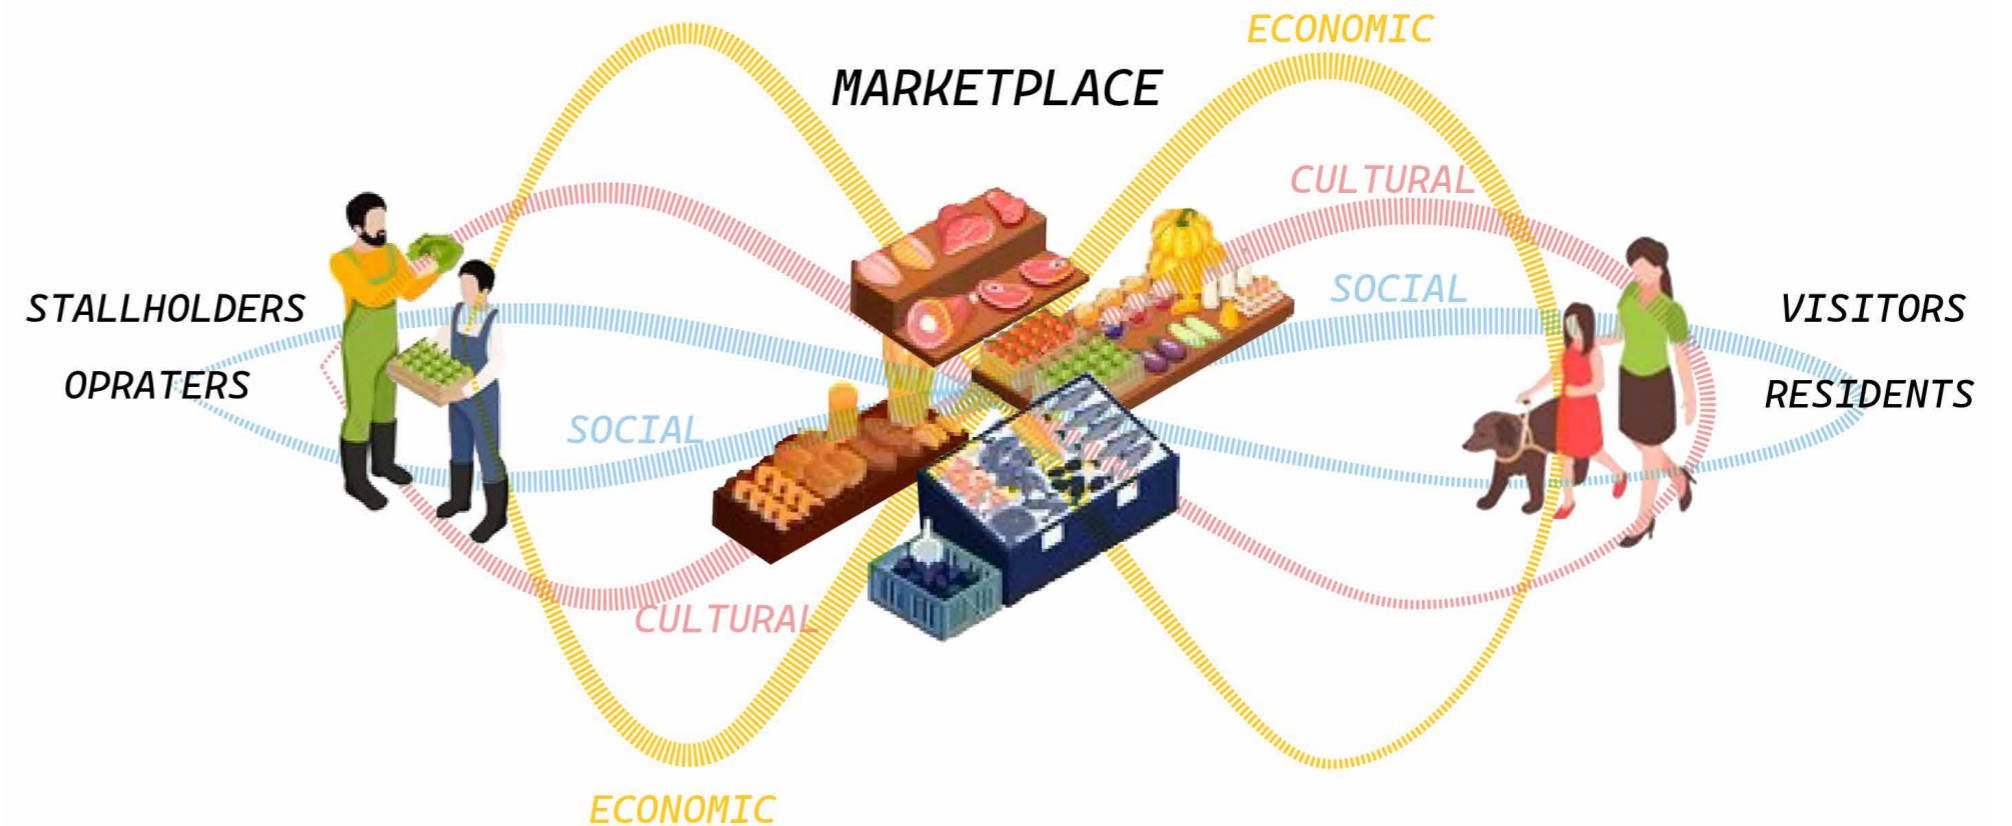 ECONOMIC
MARKETPLACE
CULTURAL
SOCIAL
STALLHOLDERS
VISITORS
OPRATERS
RESIDENTS
SOCIAL
CULTURAL
ECONOMIC